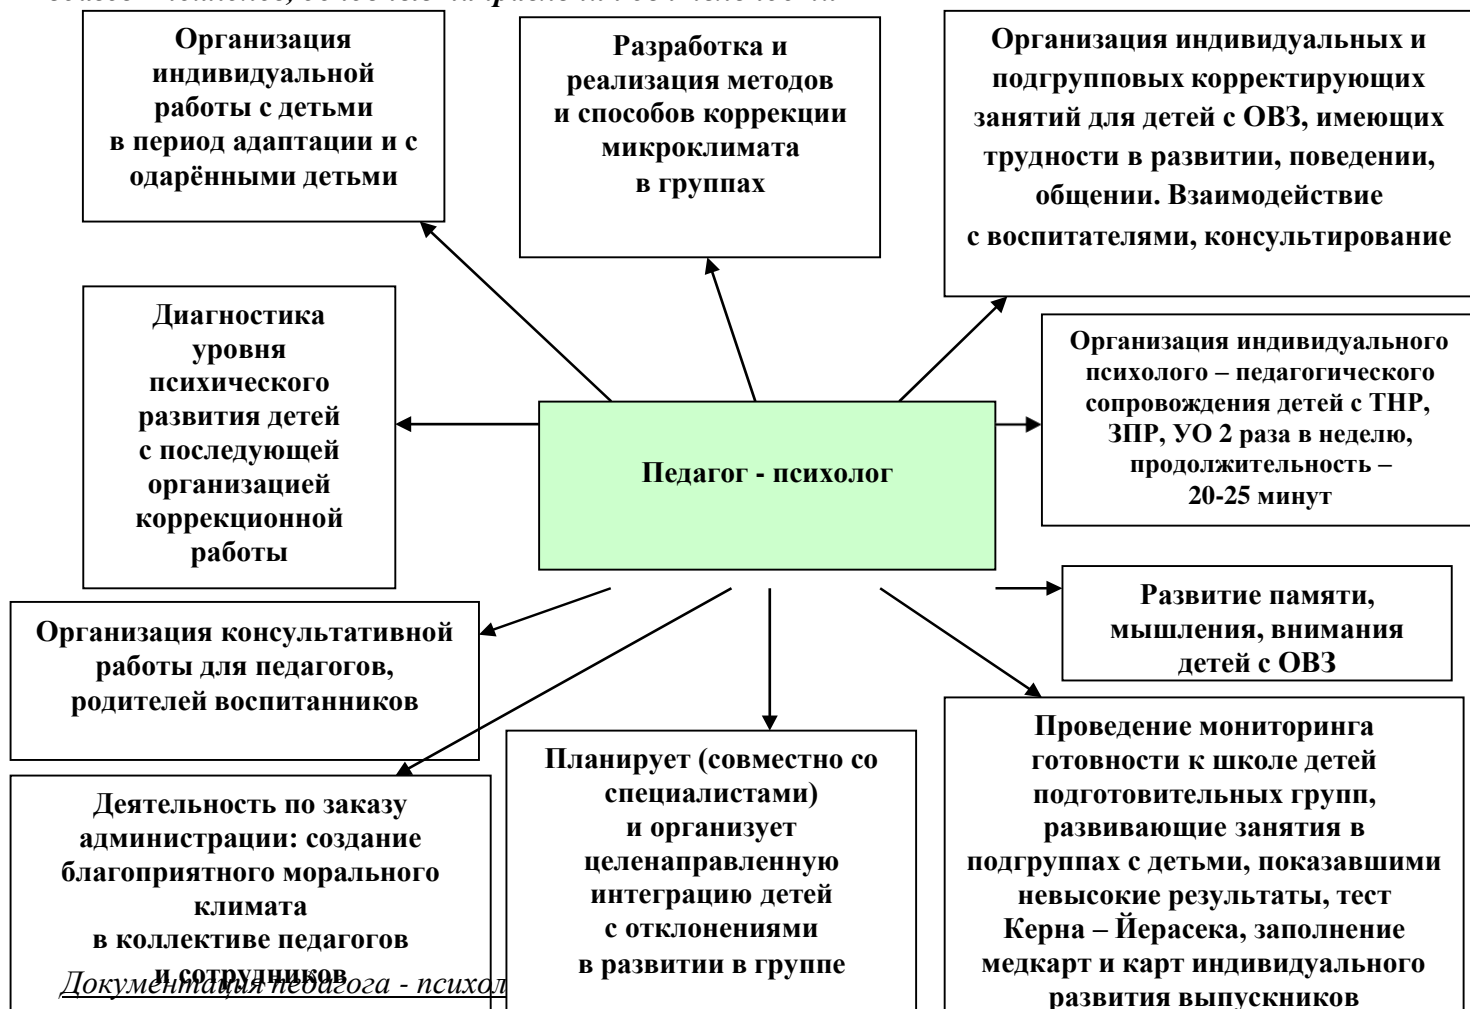 Организация
индивидуальной
работы с детьми
в период адаптации и с
одарёнными детьми
Разработка и
реализация методов
и способов коррекции
микроклимата
в группах
Организация индивидуальных и
подгрупповых корректирующих
занятий для детей с ОВЗ, имеющих
трудности в развитии, поведении,
общении. Взаимодействие
с воспитателями, консультирование
Диагностика
уровня
психического
развития детей
с последующей
организацией
коррекционной
работы
Педагог - психолог
Организация индивидуального
психолого – педагогического
сопровождения детей с ТНР,
ЗПР, УО 2 раза в неделю,
продолжительность –
20-25 минут
Организация консультативной
работы для педагогов,
родителей воспитанников
Развитие памяти,
мышления, внимания
детей с ОВЗ
Деятельность по заказу
администрации: создание
благоприятного морального
климата
в коллективе педагогов
и сотрудников
Планирует (совместно со
специалистами)
и организует
целенаправленную
интеграцию детей
с отклонениями
в развитии в группе
Проведение мониторинга
готовности к школе детей
подготовительных групп,
развивающие занятия в
подгруппах с детьми, показавшими
невысокие результаты, тест
Керна – Йерасека, заполнение
медкарт и карт индивидуального
развития выпускников
Документация педагога - психол